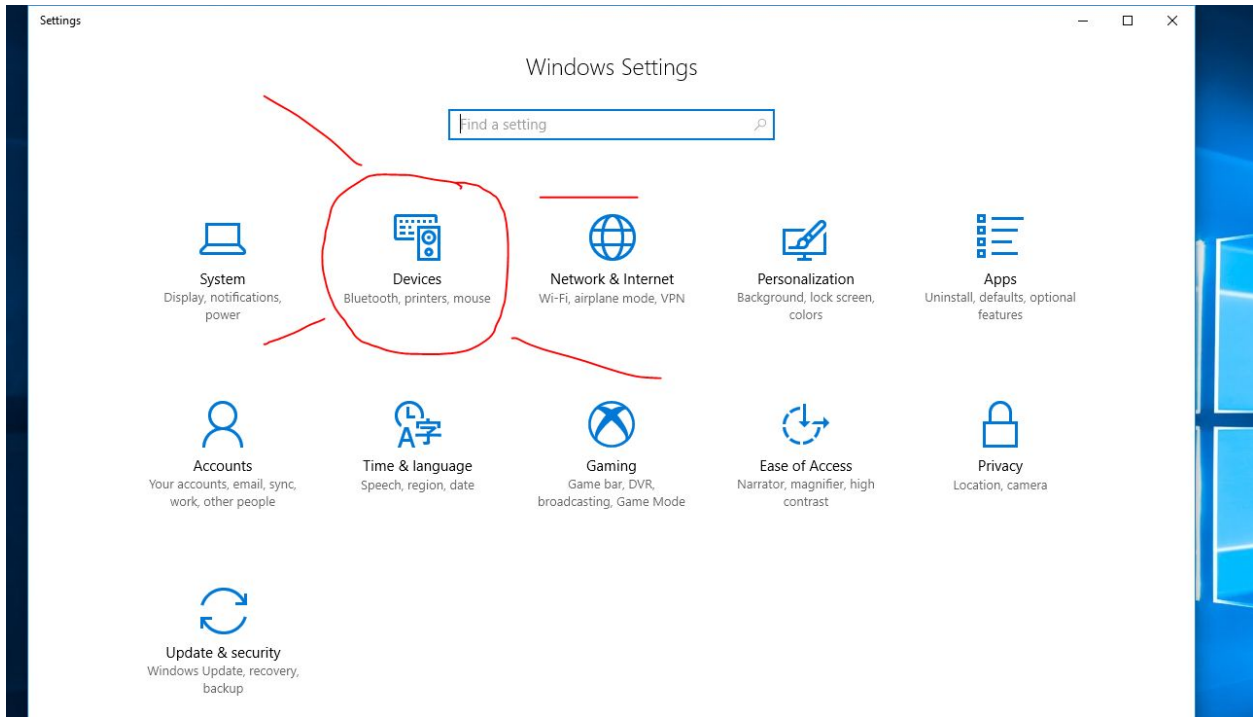 Settings
Windows Settings
Find a setting
System
Display, notifications,
power
Devices
Bluetooth, printers, mouse
Network & Internet
Wi-Fi, airplane mode, VPN
Personalization
Background, lock screen,
colors
Apps
Uninstall, defaults, optional
features
Accounts
Your accounts, email, sync,
work, other people
A字
Time & language
Speech, region, date
Gaming
Game bar, DVR,
broadcasting, Game Mode
Ease of Access
Narrator, magnifier, high
contrast
Privacy
Location, camera
Update & security
Windows Update, recovery,
backup